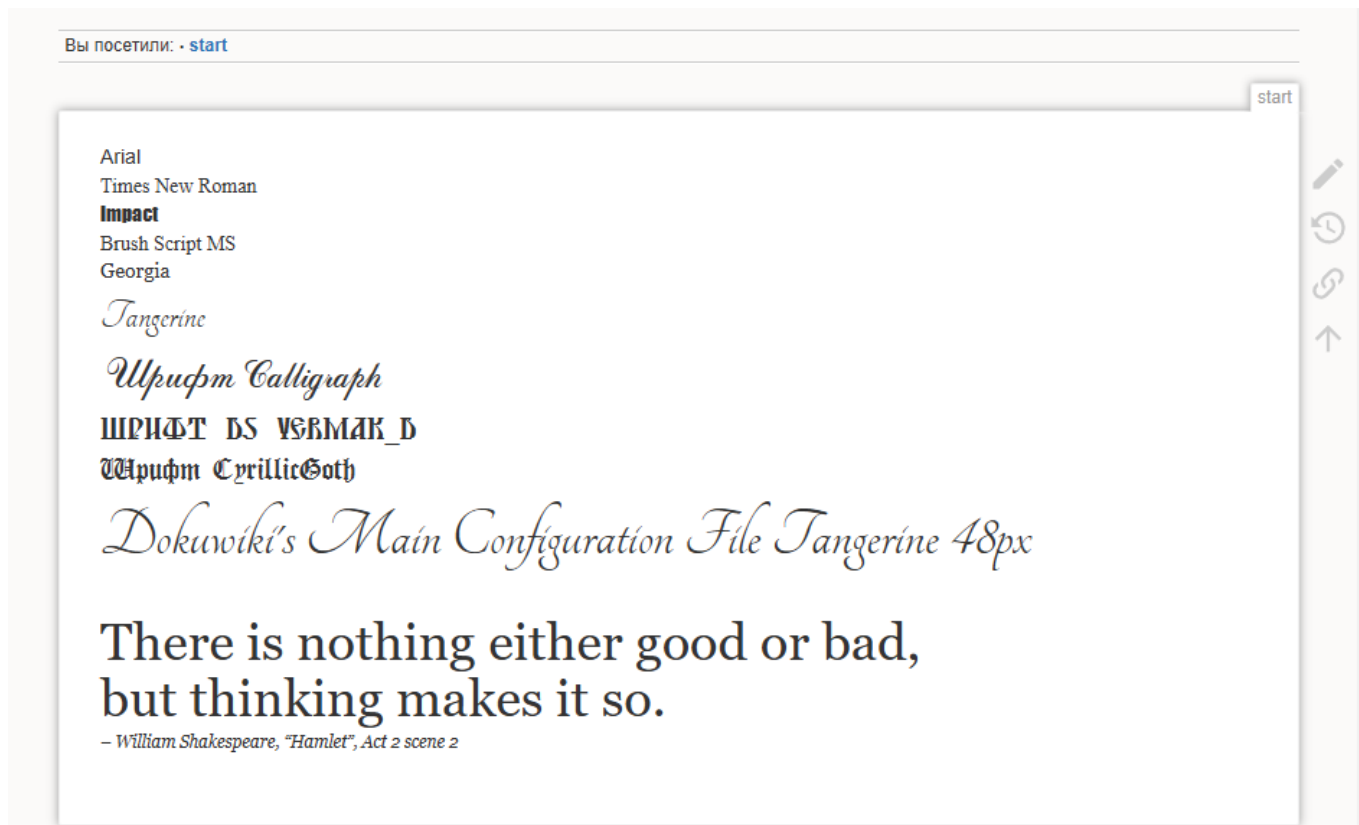 Вы посетили: • start
start
Arial
Times New Roman
Impact
Brush Script MS
Georgia
Tangerine
Шрифт Calligraph
ШРИФТ DS YERMAK_D
Шрифт CyrillicGoth
Dokuwiki's Main Configuration File Tangerine 48px
There is nothing either good or bad,
but thinking makes it so.
– William Shakespeare, “Hamlet”, Act 2 scene 2